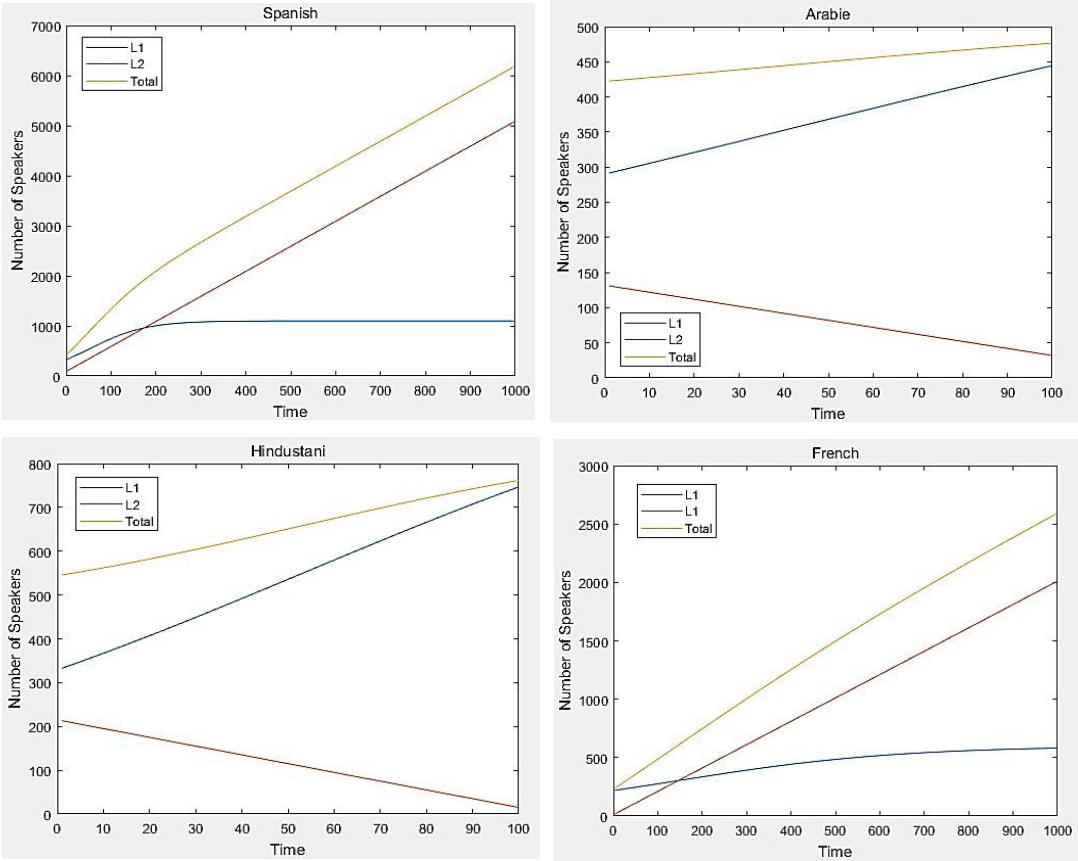 Spanish
7000
6000
5000
4000
3000
2000
1000
0
Number of Speakers
L1
L2
Total
0 100 200 300 400 500 600 700 800 900 1000
Time
Arabie
500
450
400
350
300
250
200
150
100
50
0
Number of Speakers
L1
L2
Total
0 10 20 30 40 50 60 70 80 90 100
Time
Hindustani
800
700
600
500
400
300
200
100
0
Number of Speakers
L1
L2
Total
0 10 20 30 40 50 60 70 80 90 100
Time
French
3000
2500
2000
1500
1000
500
0
Number of Speakers
L1
L1
Total
0 100 200 300 400 500 600 700 800 900 1000
Time